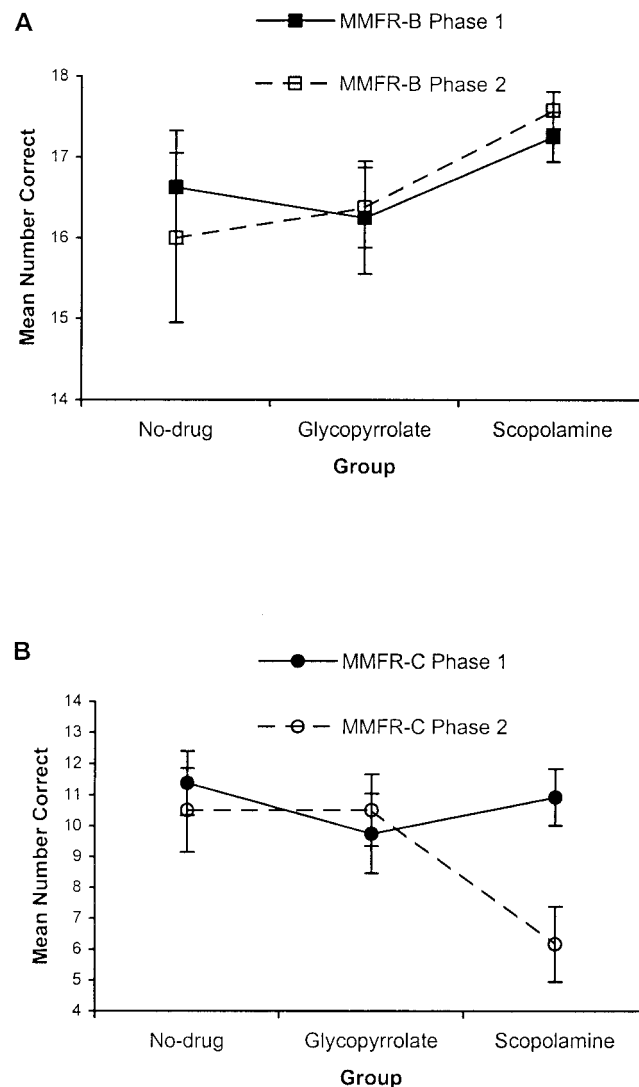 A
MMFR-B Phase 1
MMFR-B Phase 2
18
17
16
15
14
Mean Number Correct
No-drug Glycopyrrolate Scopolamine
Group
B
MMFR-C Phase 1
MMFR-C Phase 2
14
13
12
11
10
9
8
7
6
5
4
Mean Number Correct
No-drug Glycopyrrolate Scopolamine
Group